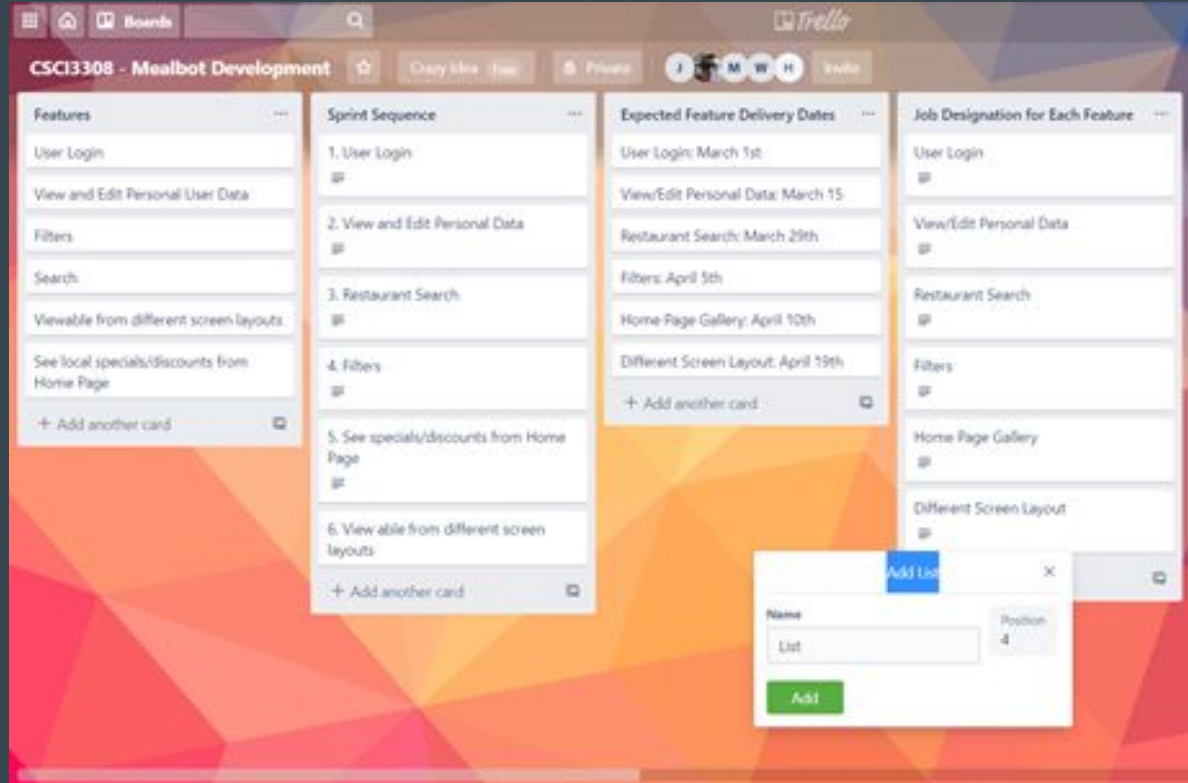 Boards
Trello
CSCI3308 - Mealbot Development
Crazy Idea Free
Private
J
M
W
H
Invite
Features
User Login
View and Edit Personal User Data
Filters
Search
Viewable from different screen layouts
See local specials/discounts from
Home Page
+ Add another card
Sprint Sequence
1. User Login
2. View and Edit Personal Data
3. Restaurant Search
4. Filters
5. See specials/discounts from Home
Page
6. View able from different screen
layouts
+ Add another card
Expected Feature Delivery Dates
User Login: March 1st
View/Edit Personal Data: March 15
Restaurant Search: March 29th
Filters: April 5th
Home Page Gallery: April 10th
Different Screen Layout: April 19th
+ Add another card
Job Designation for Each Feature
User Login
View/Edit Personal Data
Restaurant Search
Filters
Home Page Gallery
Different Screen Layout
Add List
Name
List
Position
4
Add